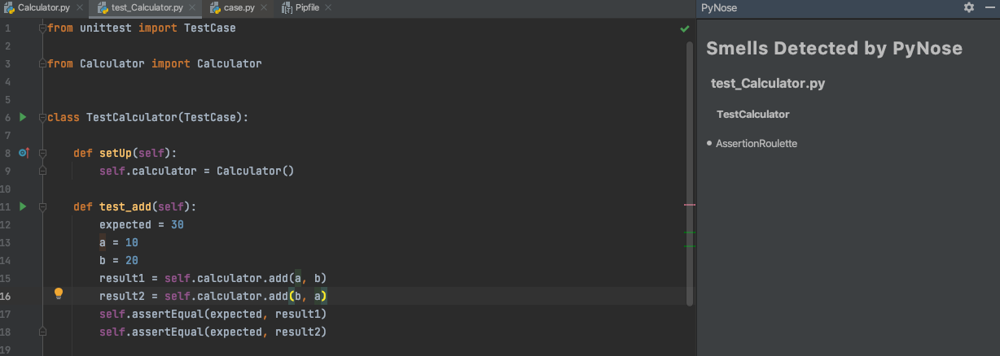 Calculator.py test_Calculator.py case.py Pipfile PyNose
1 from unittest import TestCase
2
3 from Calculator import Calculator
4
5
6 class TestCalculator(TestCase):
7
8 def setUp(self):
9 self.calculator = Calculator()
10
11 def test_add(self):
12 expected = 30
13 a = 10
14 b = 20
15 result1 = self.calculator.add(a, b)
16 result2 = self.calculator.add(b, a)
17 self.assertEqual(expected, result1)
18 self.assertEqual(expected, result2)
19
Smells Detected by PyNose
test_Calculator.py
TestCalculator
AssertionRoulette